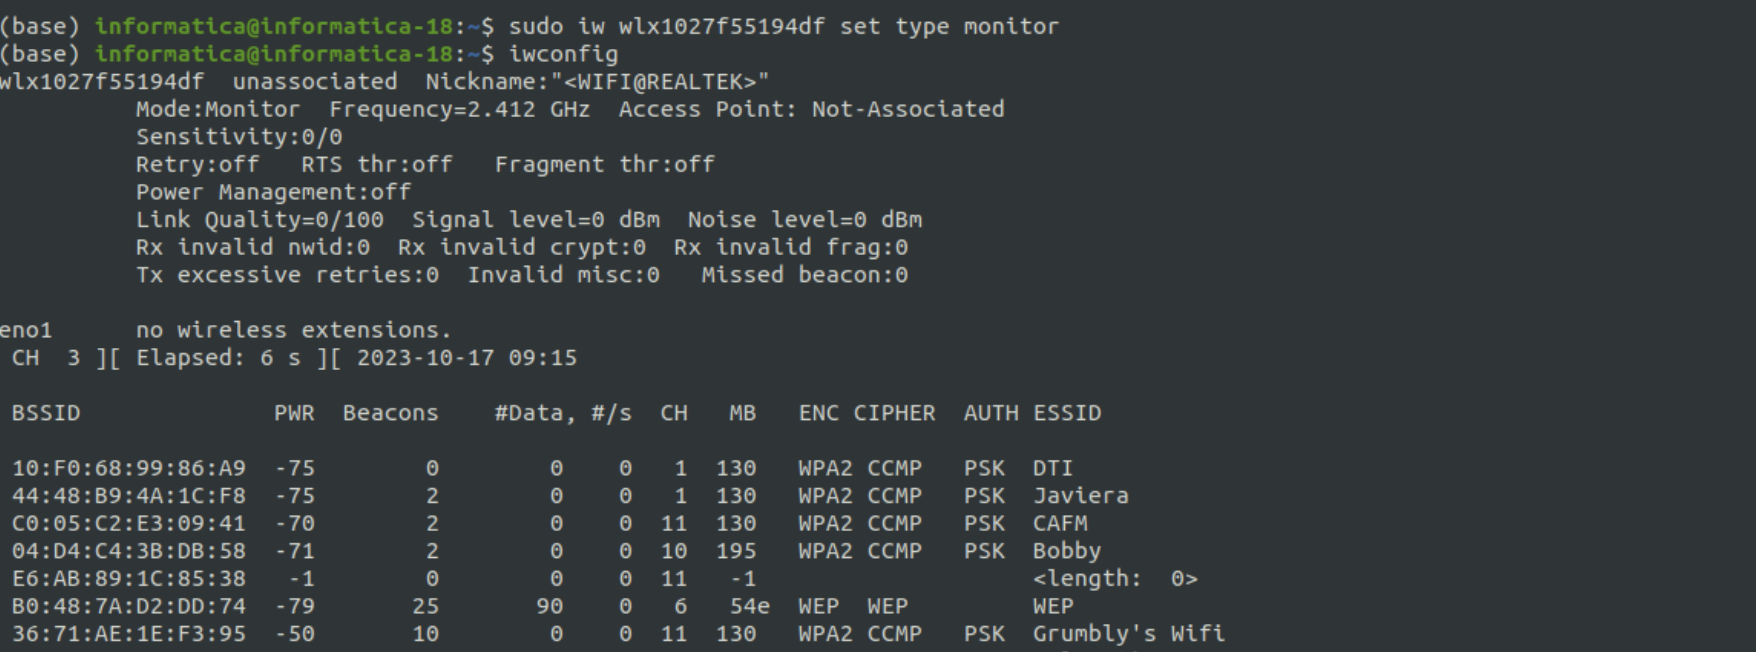 (base) informatica@informatica-18:~$ sudo iw wlx1027f55194df set type monitor
(base) informatica@informatica-18:~$ iwconfig
wlx1027f55194df  unassociated  Nickname:"<WIFI@REALTEK>"
          Mode:Monitor  Frequency=2.412 GHz  Access Point: Not-Associated
          Sensitivity:0/0
          Retry:off   RTS thr:off   Fragment thr:off
          Power Management:off
          Link Quality=0/100  Signal level=0 dBm  Noise level=0 dBm
          Rx invalid nwid:0  Rx invalid crypt:0  Rx invalid frag:0
          Tx excessive retries:0  Invalid misc:0   Missed beacon:0
eno1      no wireless extensions.
 CH  3 ][ Elapsed: 6 s ][ 2023-10-17 09:15
 BSSID              PWR  Beacons    #Data, #/s  CH   MB   ENC CIPHER  AUTH ESSID
 10:F0:68:99:86:A9  -75        0        0    0   1  130   WPA2 CCMP   PSK  DTI
 44:48:B9:4A:1C:F8  -75        2        0    0   1  130   WPA2 CCMP   PSK  Javiera
 C0:05:C2:E3:09:41  -70        2        0    0  11  130   WPA2 CCMP   PSK  CAFM
 04:D4:C4:3B:DB:58  -71        2        0    0  10  195   WPA2 CCMP   PSK  Bobby
 E6:AB:89:1C:85:38   -1        0        0    0  11   -1                    <length:  0>
 B0:48:7A:D2:DD:74  -79       25       90    0   6   54e  WEP  WEP         WEP
 36:71:AE:1E:F3:95  -50       10        0    0  11  130   WPA2 CCMP   PSK  Grumbly's Wifi